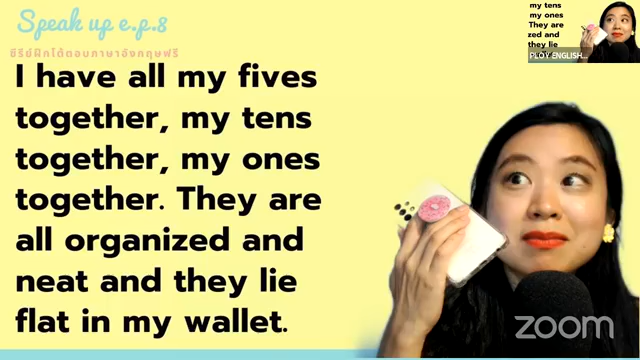 Speak up e.p.8
ซีรีย์ฝึกโต้ตอบภาษาอังกฤษฟรี
I have all my fives
together, my tens
together, my ones
together. They are
all organized and
neat and they lie
flat in my wallet.
my tens
my ones
They are
zed and
they lie
PLOY ENGLISH...
zoom